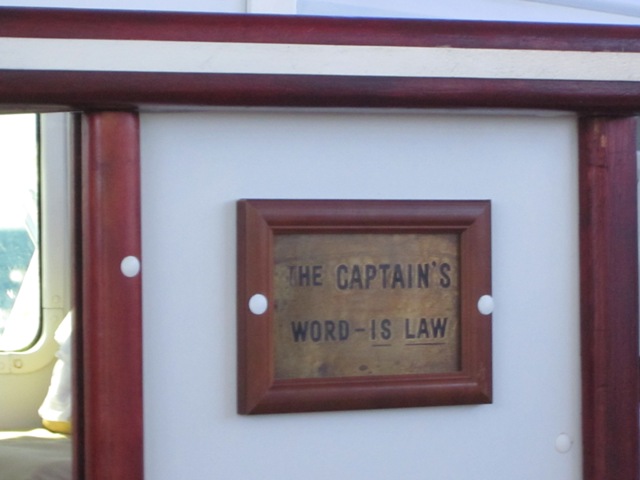 THE CAPTAIN'S
WORD-IS LAW